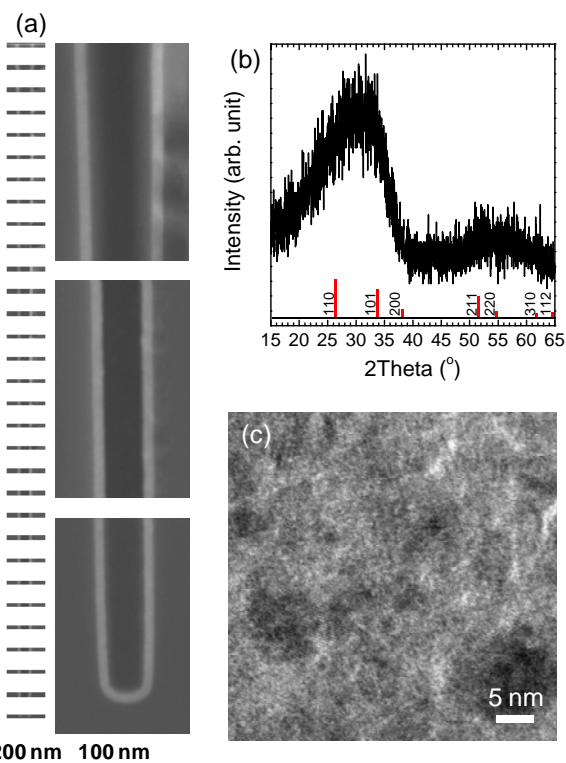 (a)
200 nm 100 nm
(b)
Intensity (arb. unit)
110
101
200
211
220
310
112
15 20 25 30 35 40 45 50 55 60 65
2Theta (°)
(c)
5 nm